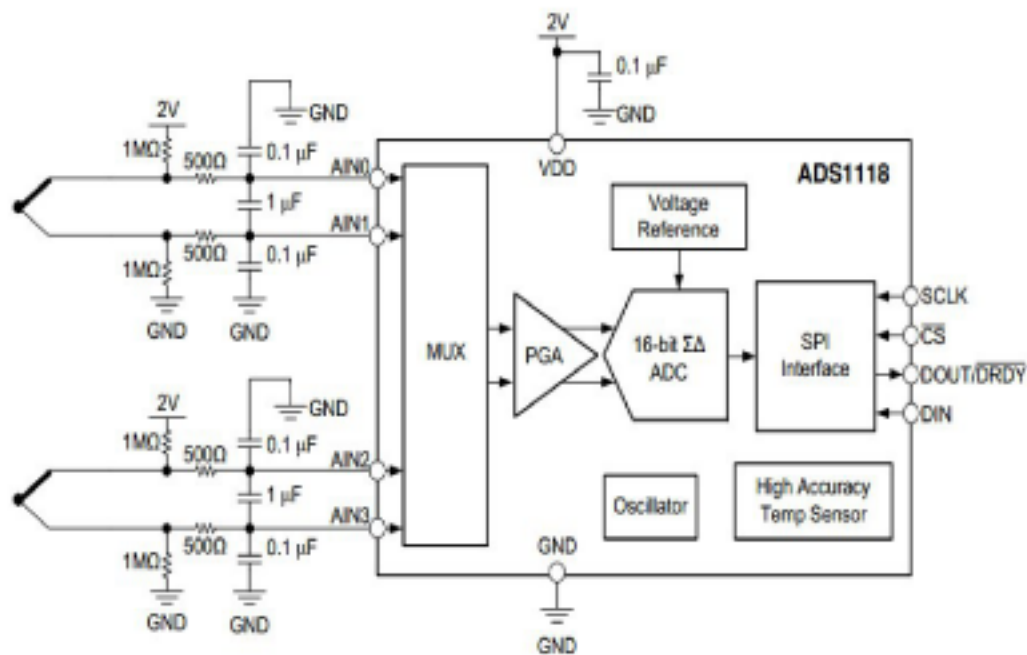 2V
0.1 µF
GND
2V
1MΩ
500Ω
0.1 µF
GND
AIN0
1 µF
AIN1
500Ω
0.1 µF
1MΩ
GND
GND
VDD
ADS1118
Voltage
Reference
MUX
PGA
16-bit ΣΔ
ADC
SPI
Interface
SCLK
CS
DOUT/DRDY
DIN
Oscillator
High Accuracy
Temp Sensor
2V
1MΩ
500Ω
0.1 µF
GND
AIN2
1 µF
AIN3
500Ω
0.1 µF
1MΩ
GND
GND
GND
GND